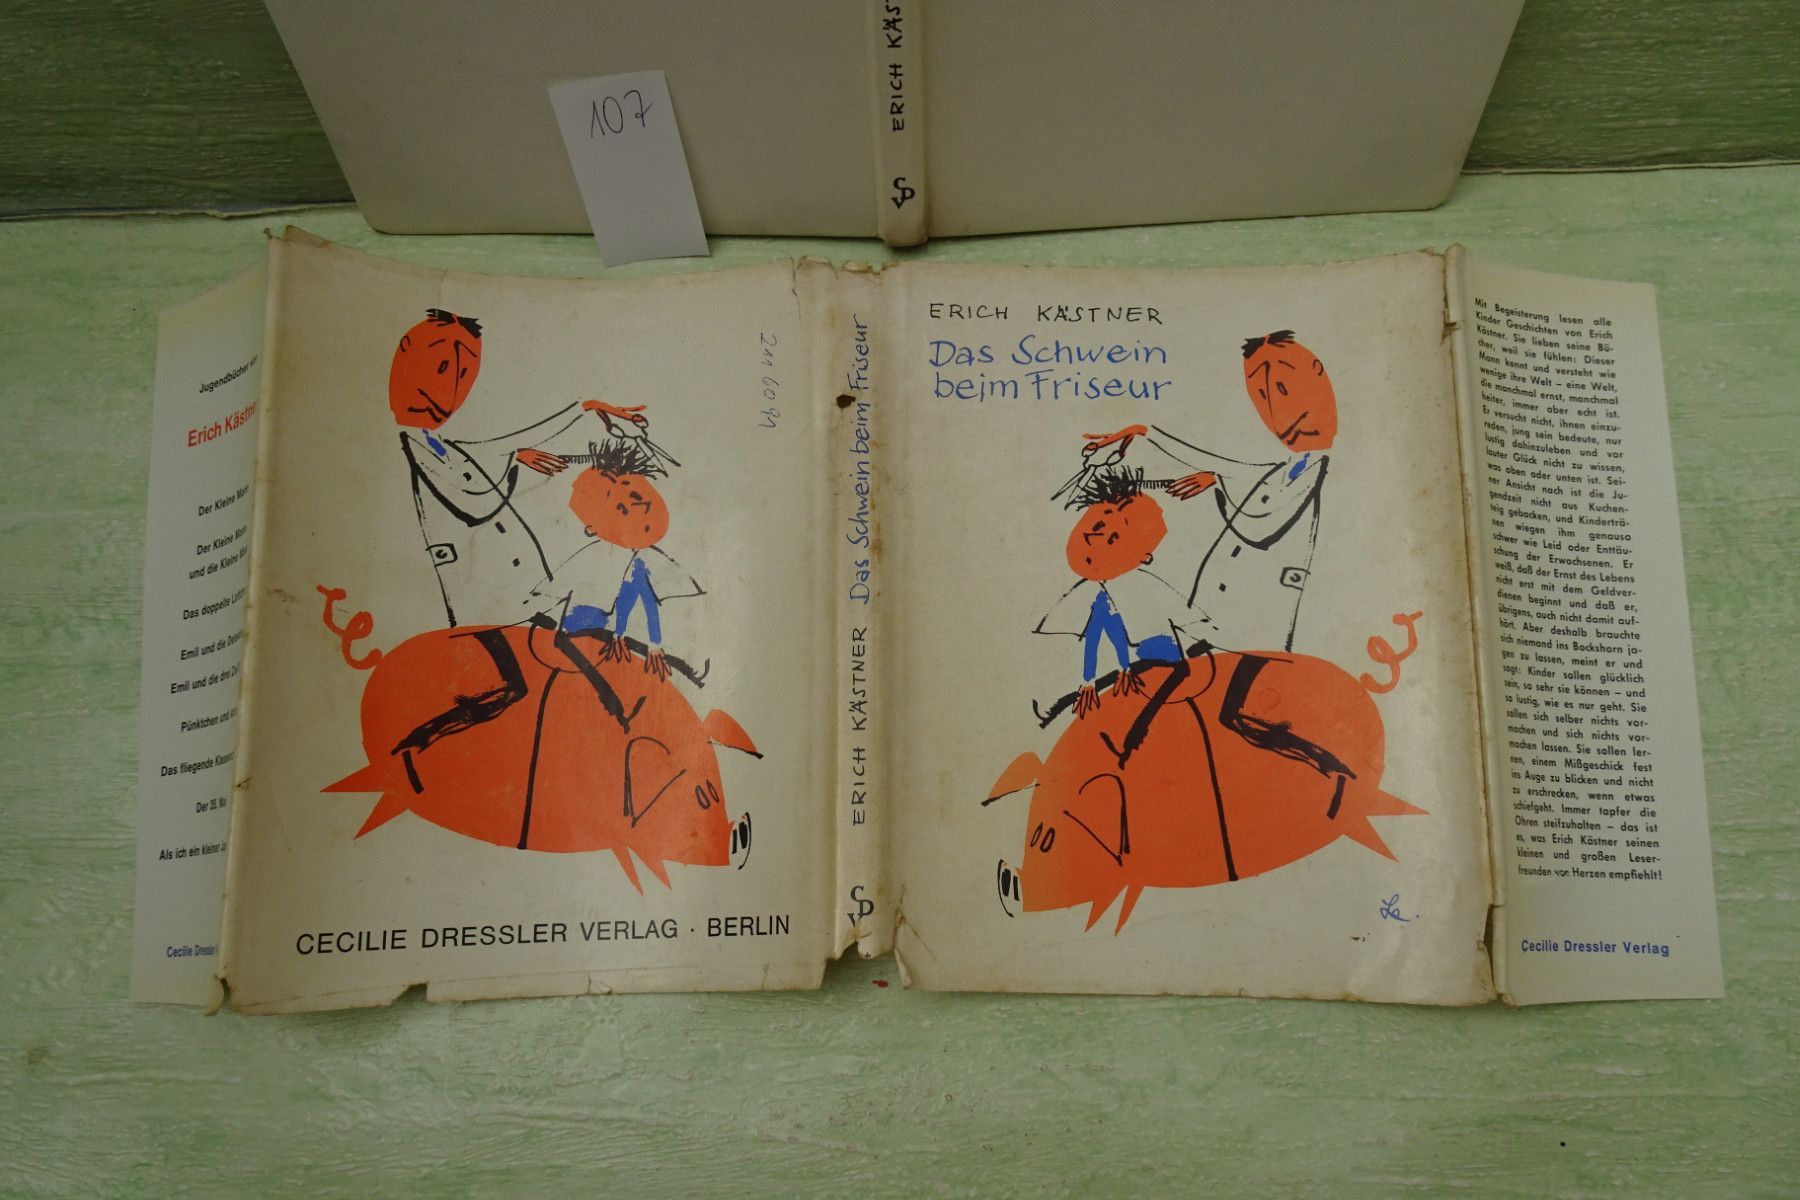 107
ERICH KÄS
Jugendbücher von
Erich Kästner
Der Kleine Mann
Der Kleine Mann
und die Kleine
Das doppelte
Emil und die
Emil und die drei
Pünktchen und
Das fliegende
Der 35. Mai
Als ich ein kleiner
Cecilie Dressler
CECILIE DRESSLER VERLAG · BERLIN
ERICH KÄSTNER Das Schwein beim Friseur
ERICH KÄSTNER
Das Schwein
beim Friseur
Mit Begeisterung lesen alle
Kinder Geschichten von Erich
Kästner. Sie lieben seine Bü-
cher, weil sie fühlen: Dieser
Mann kennt und versteht wie
wenige ihre Welt – eine Welt,
die manchmal ernst, manchmal
heiter, immer aber echt ist.
Er versucht nicht, ihnen einzu-
reden, jung sein bedeute, nur
lustig dahinzuleben und vor
lauter Glück nicht zu wissen,
was oben oder unten ist. Sei-
ner Ansicht nach ist die Ju-
gendzeit nicht aus Kuchen-
teig gebacken, und Kinderträ-
nen wiegen ihm genauso
schwer wie Leid oder Enttäu-
schung der Erwachsenen. Er
weiß, daß der Ernst des Lebens
nicht erst mit dem Geldver-
dienen beginnt und daß er,
übrigens, auch nicht damit auf-
hört. Aber deshalb brauchte
sich niemand ins Bockshorn ja-
gen zu lassen, meint er und
sagt: Kinder sollen glücklich
sein, so sehr sie können – und
so lustig, wie es nur geht. Sie
sollen sich selber nichts vor-
machen und sich nichts vor-
machen lassen. Sie sollen ler-
nen, einem Mißgeschick fest
ins Auge zu blicken und nicht
zu erschrecken, wenn etwas
schiefgeht. Immer tapfer die
Ohren steifzuhalten – das ist
es, was Erich Kästner seinen
kleinen und großen Leser-
freunden von Herzen empfiehlt!
Cecilie Dressler Verlag